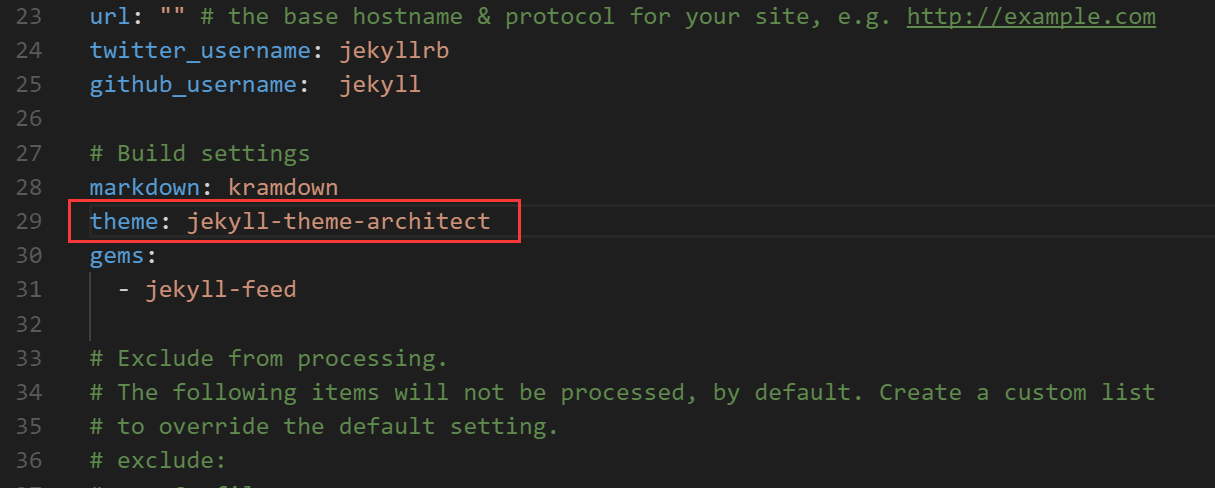 23 url: "" # the base hostname & protocol for your site, e.g. http://example.com
24 twitter_username: jekyllrb
25 github_username:  jekyll
26
27 # Build settings
28 markdown: kramdown
29 theme: jekyll-theme-architect
30 gems:
31   - jekyll-feed
32
33 # Exclude from processing.
34 # The following items will not be processed, by default. Create a custom list
35 # to override the default setting.
36 # exclude: